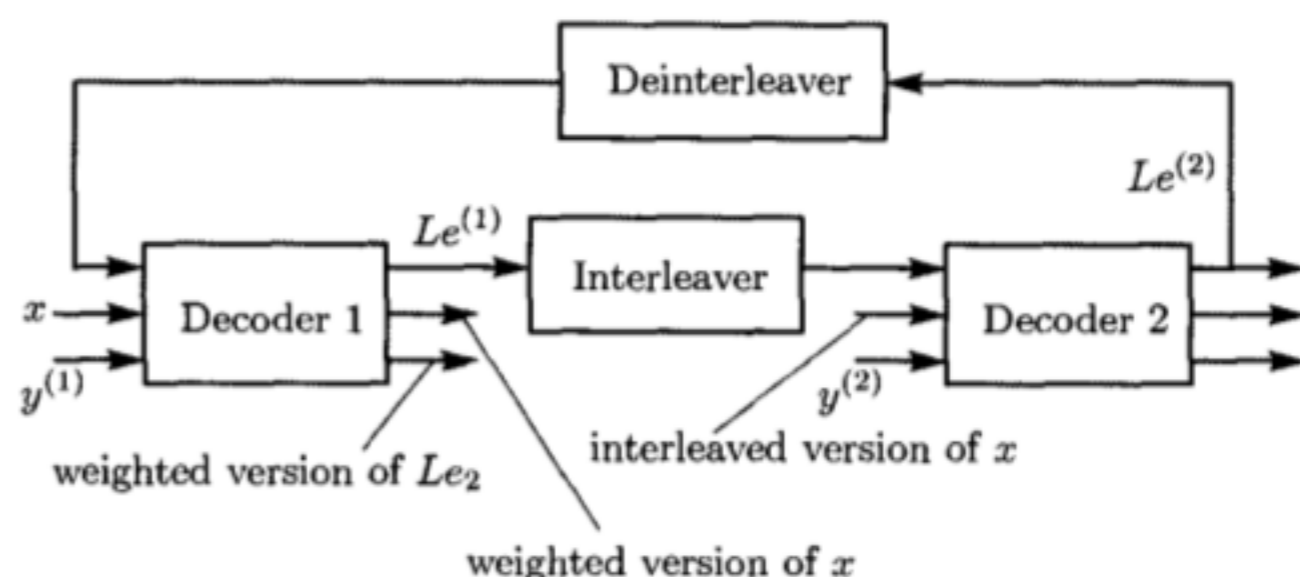 Deinterleaver
Le^{(2)}
Le^{(1)}
Interleaver
x
Decoder 1
Decoder 2
y^{(1)}
y^{(2)}
interleaved version of x
weighted version of Le_2
weighted version of x